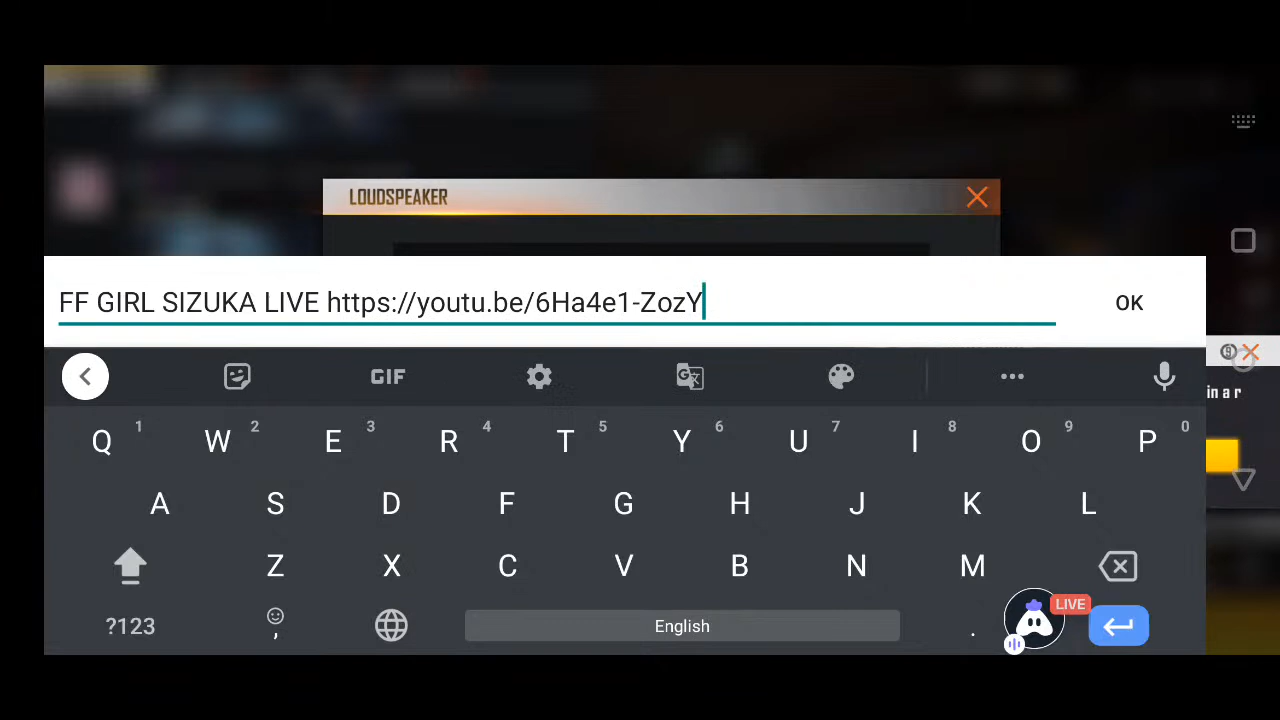 LOUDSPEAKER
FF GIRL SIZUKA LIVE https://youtu.be/6Ha4e1-ZozY
OK
GIF
in a r
Q 1 W 2 E 3 R 4 T 5 Y 6 U 7 I 8 O 9 P 0
A S D F G H J K L
Z X C V B N M
LIVE
?123 , English .